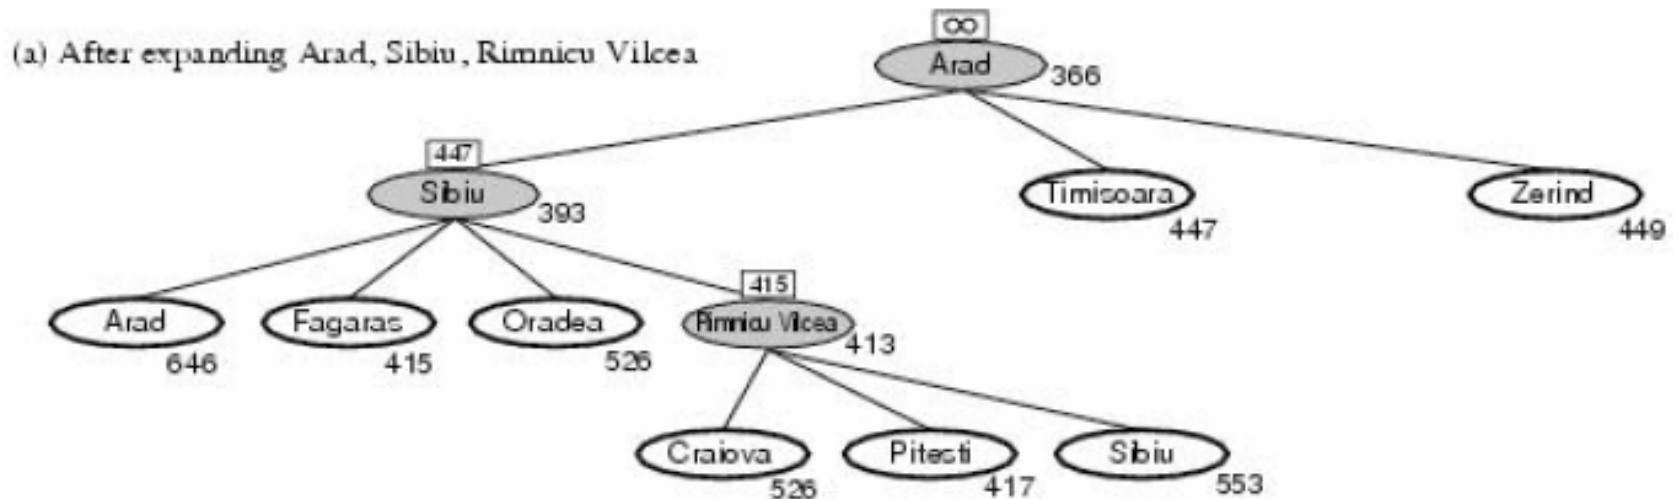 ∞
(a) After expanding Arad, Sibiu, Rimnicu Vilcea
Arad 366
447
Sibiu 393
Timisoara 447
Zerind 449
415
Arad 646
Fagaras 415
Oradea 526
Rimnicu Vilcea 413
Craiova 526
Pitesti 417
Sibiu 553